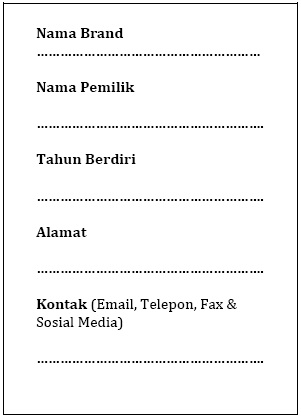 Nama Brand
……………………………………………….
Nama Pemilik
………………………………………………..
Tahun Berdiri
………………………………………………..
Alamat
………………………………………………..
Kontak (Email, Telepon, Fax &
Sosial Media)
………………………………………………..